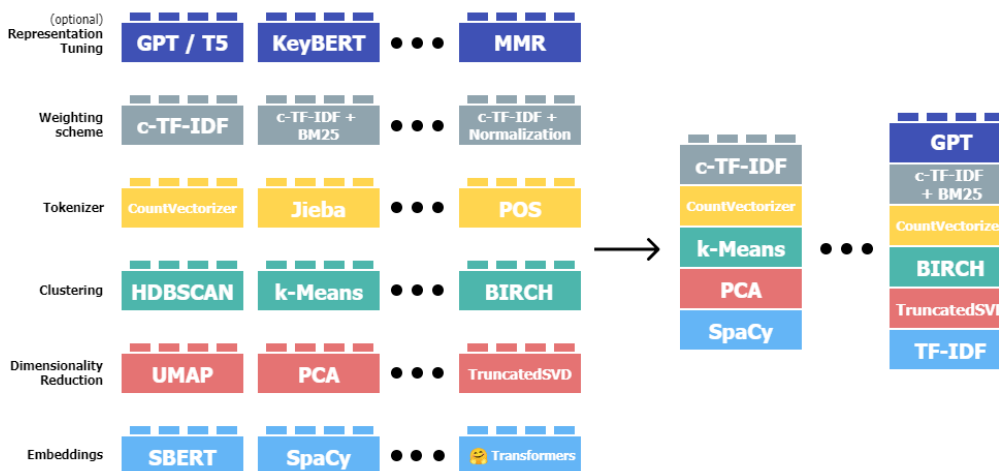 (optional)
Representation
Tuning
GPT / T5
KeyBERT
MMR
Weighting
scheme
c-TF-IDF
c-TF-IDF +
BM25
c-TF-IDF +
Normalization
Tokenizer
CountVectorizer
Jieba
POS
Clustering
HDBSCAN
k-Means
BIRCH
Dimensionality
Reduction
UMAP
PCA
TruncatedSVD
Embeddings
SBERT
SpaCy
🤗 Transformers
c-TF-IDF
CountVectorizer
k-Means
PCA
SpaCy
GPT
c-TF-IDF
+ BM25
CountVectorizer
BIRCH
TruncatedSVD
TF-IDF